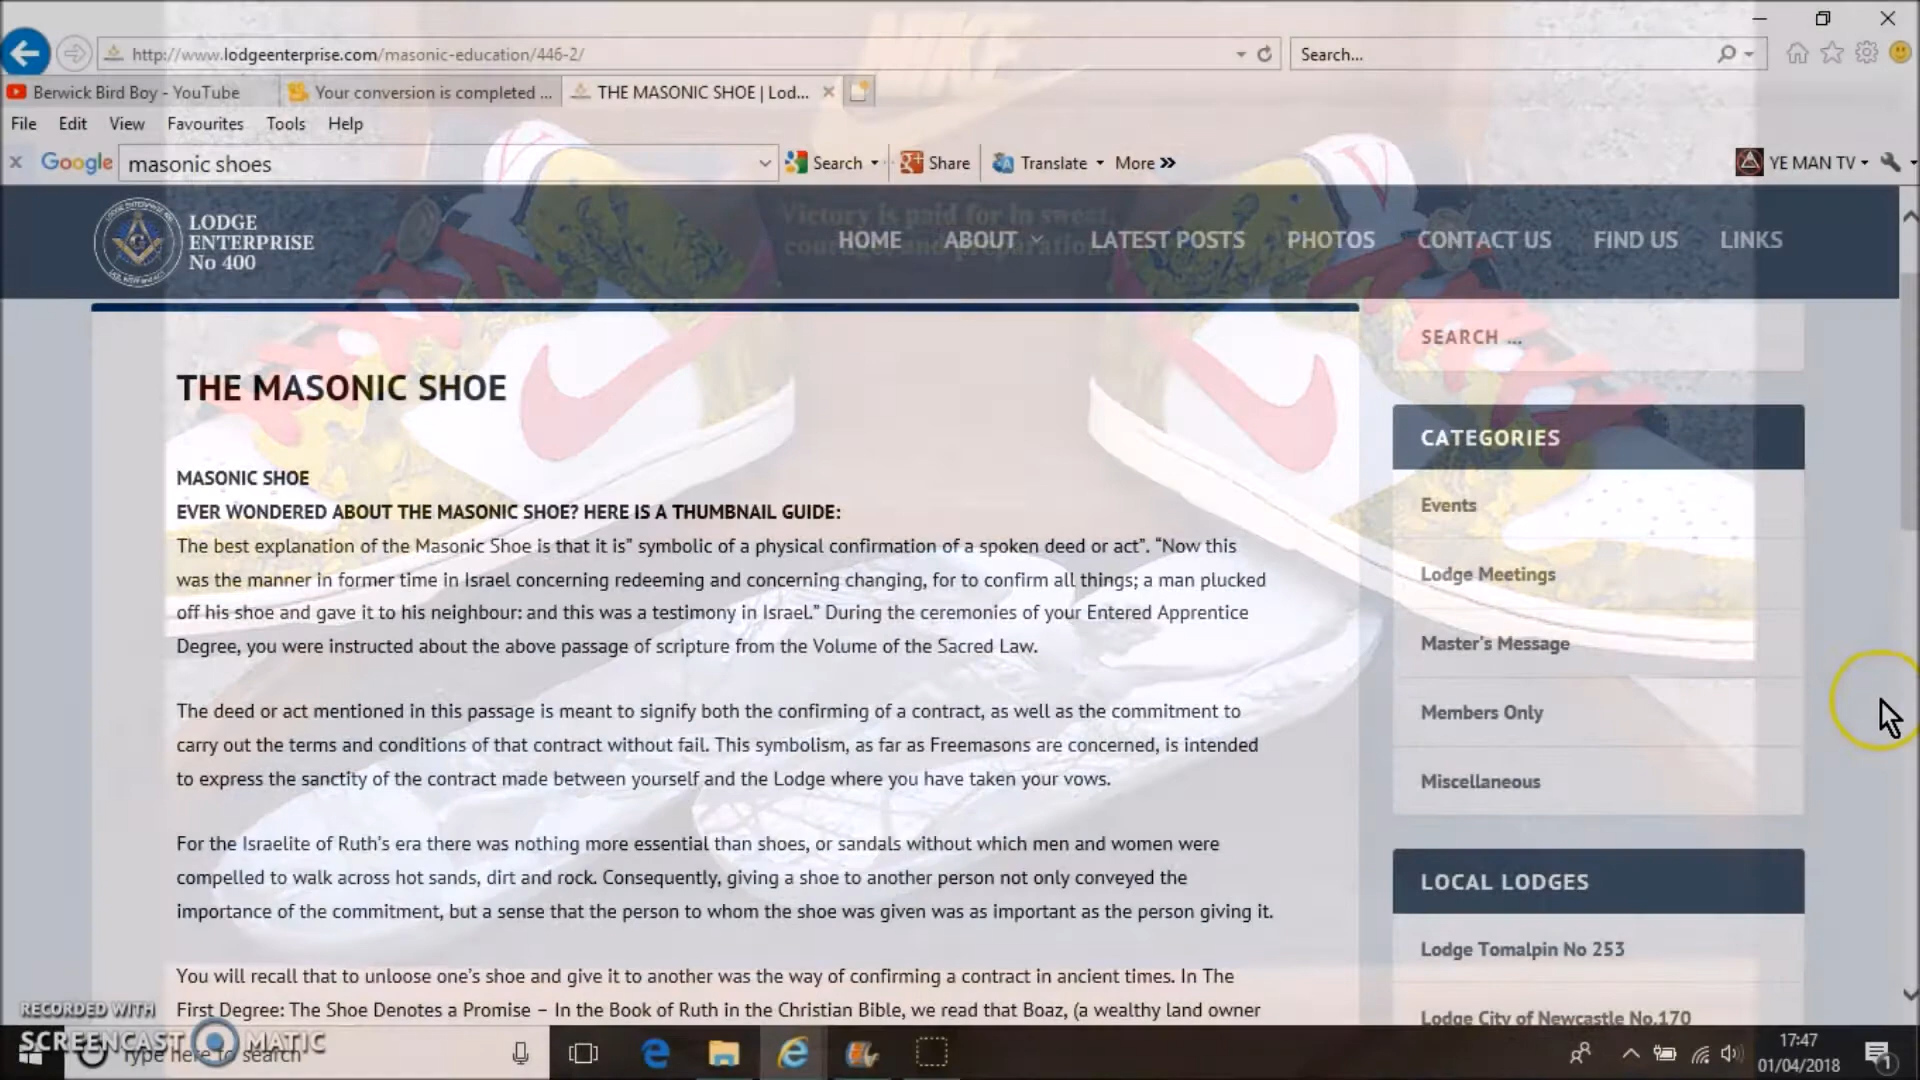 http://www.lodgeenterprise.com/masonic-education/446-2/
Search...
Berwick Bird Boy - YouTube
Your conversion is completed ...
THE MASONIC SHOE | Lod...
File Edit View Favourites Tools Help
x Google masonic shoes Search Share Translate More »
YE MAN TV
NIKE
LODGE
ENTERPRISE
No 400
Victory is paid for in sweat,
courage and preparation.
HOME ABOUT LATEST POSTS PHOTOS CONTACT US FIND US LINKS
THE MASONIC SHOE
MASONIC SHOE
EVER WONDERED ABOUT THE MASONIC SHOE? HERE IS A THUMBNAIL GUIDE:
The best explanation of the Masonic Shoe is that it is” symbolic of a physical confirmation of a spoken deed or act”. “Now this
was the manner in former time in Israel concerning redeeming and concerning changing, for to confirm all things; a man plucked
off his shoe and gave it to his neighbour: and this was a testimony in Israel.” During the ceremonies of your Entered Apprentice
Degree, you were instructed about the above passage of scripture from the Volume of the Sacred Law.
The deed or act mentioned in this passage is meant to signify both the confirming of a contract, as well as the commitment to
carry out the terms and conditions of that contract without fail. This symbolism, as far as Freemasons are concerned, is intended
to express the sanctity of the contract made between yourself and the Lodge where you have taken your vows.
For the Israelite of Ruth’s era there was nothing more essential than shoes, or sandals without which men and women were
compelled to walk across hot sands, dirt and rock. Consequently, giving a shoe to another person not only conveyed the
importance of the commitment, but a sense that the person to whom the shoe was given was as important as the person giving it.
You will recall that to unloose one’s shoe and give it to another was the way of confirming a contract in ancient times. In The
First Degree: The Shoe Denotes a Promise – In the Book of Ruth in the Christian Bible, we read that Boaz, (a wealthy land owner
SEARCH ...
CATEGORIES
Events
Lodge Meetings
Master's Message
Members Only
Miscellaneous
LOCAL LODGES
Lodge Tomalpin No 253
Lodge City of Newcastle No.170
RECORDED WITH
SCREENCAST MATIC
Type here to search
17:47
01/04/2018
1